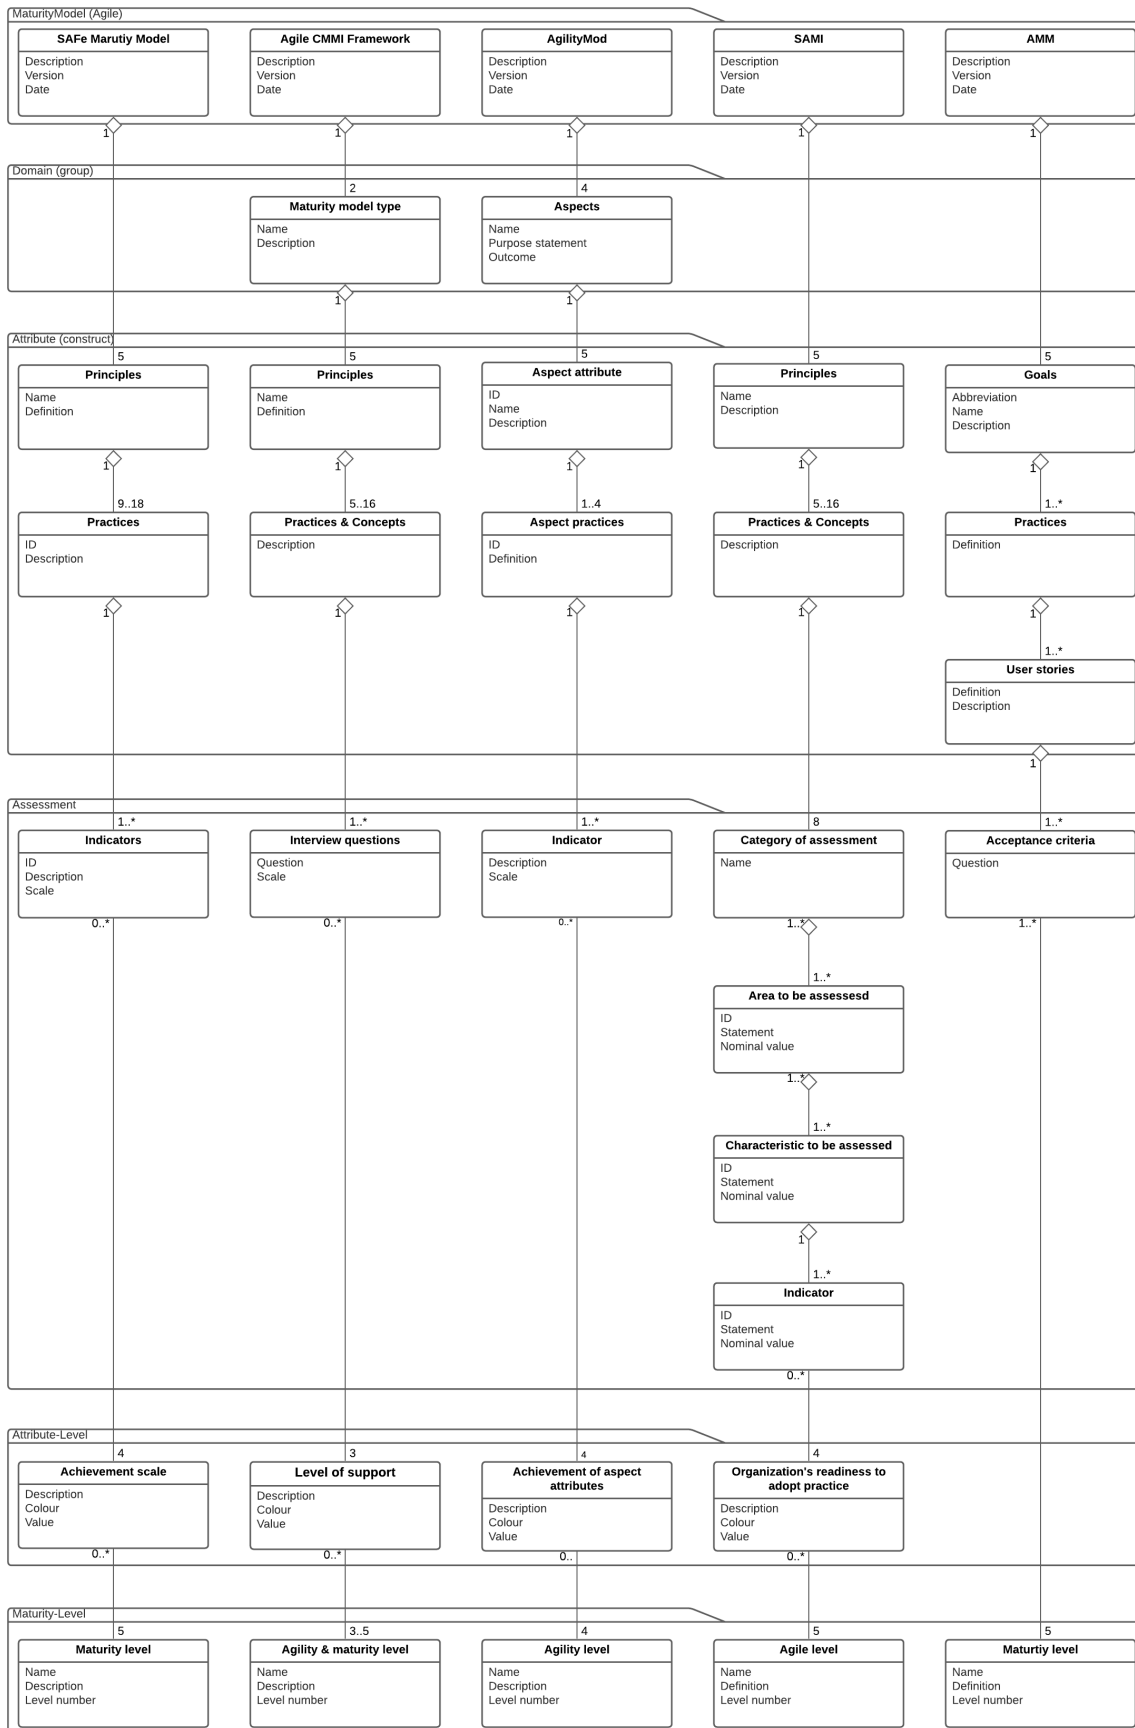 MaturityModel (Agile)
SAFe Marutiy Model
Description
Version
Date
1
Agile CMMI Framework
Description
Version
Date
1
AgilityMod
Description
Version
Date
1
SAMI
Description
Version
Date
1
AMM
Description
Version
Date
1
Domain (group)
2
Maturity model type
Name
Description
1
4
Aspects
Name
Purpose statement
Outcome
1
Attribute (construct)
5
Principles
Name
Definition
1
5
Principles
Name
Definition
1
5
Aspect attribute
ID
Name
Description
1
5
Principles
Name
Description
1
5
Goals
Abbreviation
Name
Description
1
9..18
Practices
ID
Description
1
5..16
Practices & Concepts
Description
1
1..4
Aspect practices
ID
Definition
1
5..16
Practices & Concepts
Description
1
1..*
Practices
Definition
1
1..*
User stories
Definition
Description
1
Assessment
1..*
Indicators
ID
Description
Scale
0..*
1..*
Interview questions
Question
Scale
0..*
1..*
Indicator
Description
Scale
0..*
8
Category of assessment
Name
1..*
1..*
Acceptance criteria
Question
1..*
1..*
Area to be assessesd
ID
Statement
Nominal value
1..*
1..*
Characteristic to be assessed
ID
Statement
Nominal value
1
1..*
Indicator
ID
Statement
Nominal value
0..*
Attribute-Level
4
Achievement scale
Description
Colour
Value
0..*
3
Level of support
Description
Colour
Value
0..*
4
Achievement of aspect
attributes
Description
Colour
Value
0..
4
Organization's readiness to
adopt practice
Description
Colour
Value
0..*
Maturity-Level
5
Maturity level
Name
Description
Level number
3..5
Agility & maturity level
Name
Description
Level number
4
Agility level
Name
Description
Level number
5
Agile level
Name
Definition
Level number
5
Maturtiy level
Name
Definition
Level number